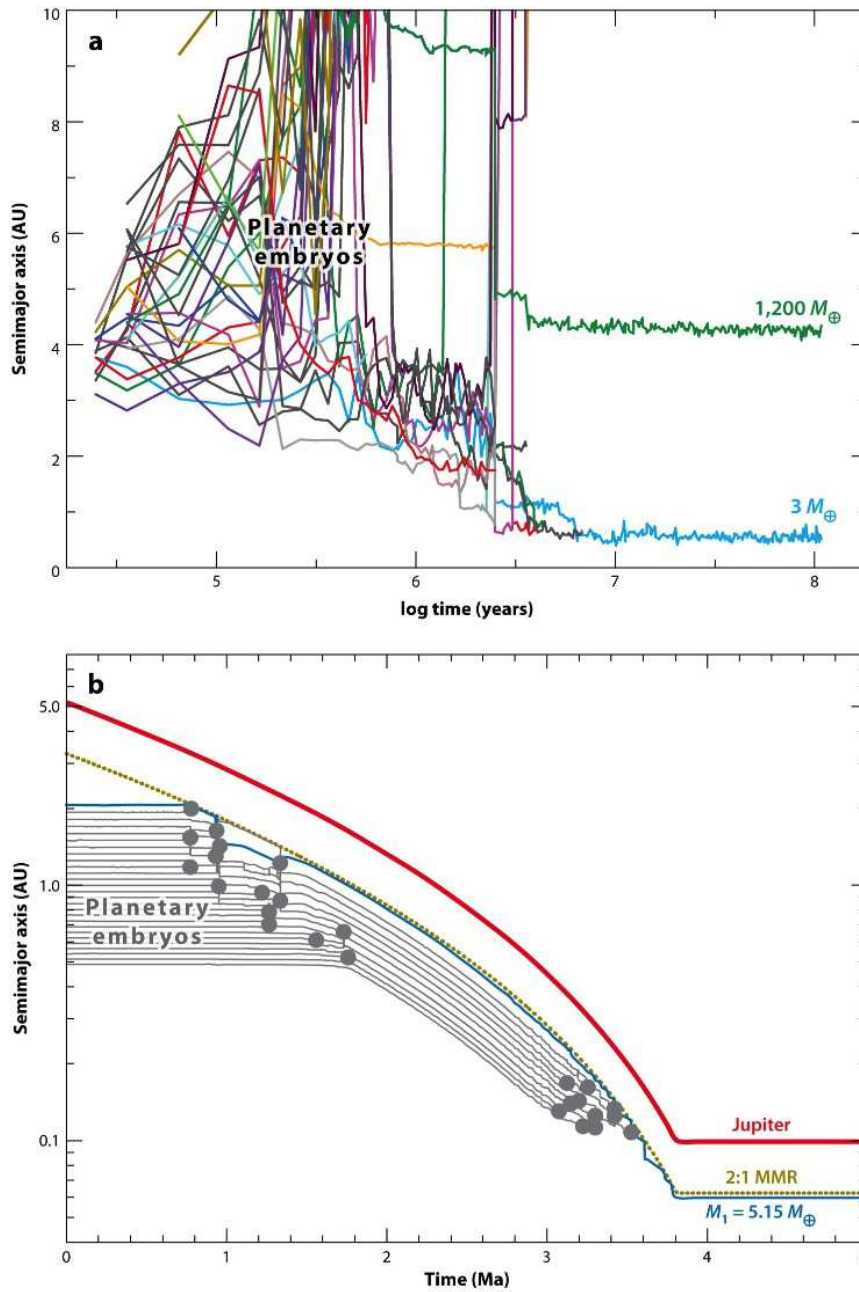 a
10
8
6
4
2
0
Semimajor axis (AU)
Planetary
embryos
1,200 M⊕
3 M⊕
5
6
7
8
log time (years)
b
5.0
1.0
0.1
Semimajor axis (AU)
Planetary
embryos
Jupiter
2:1 MMR
M₁ = 5.15 M⊕
0
1
2
3
4
Time (Ma)